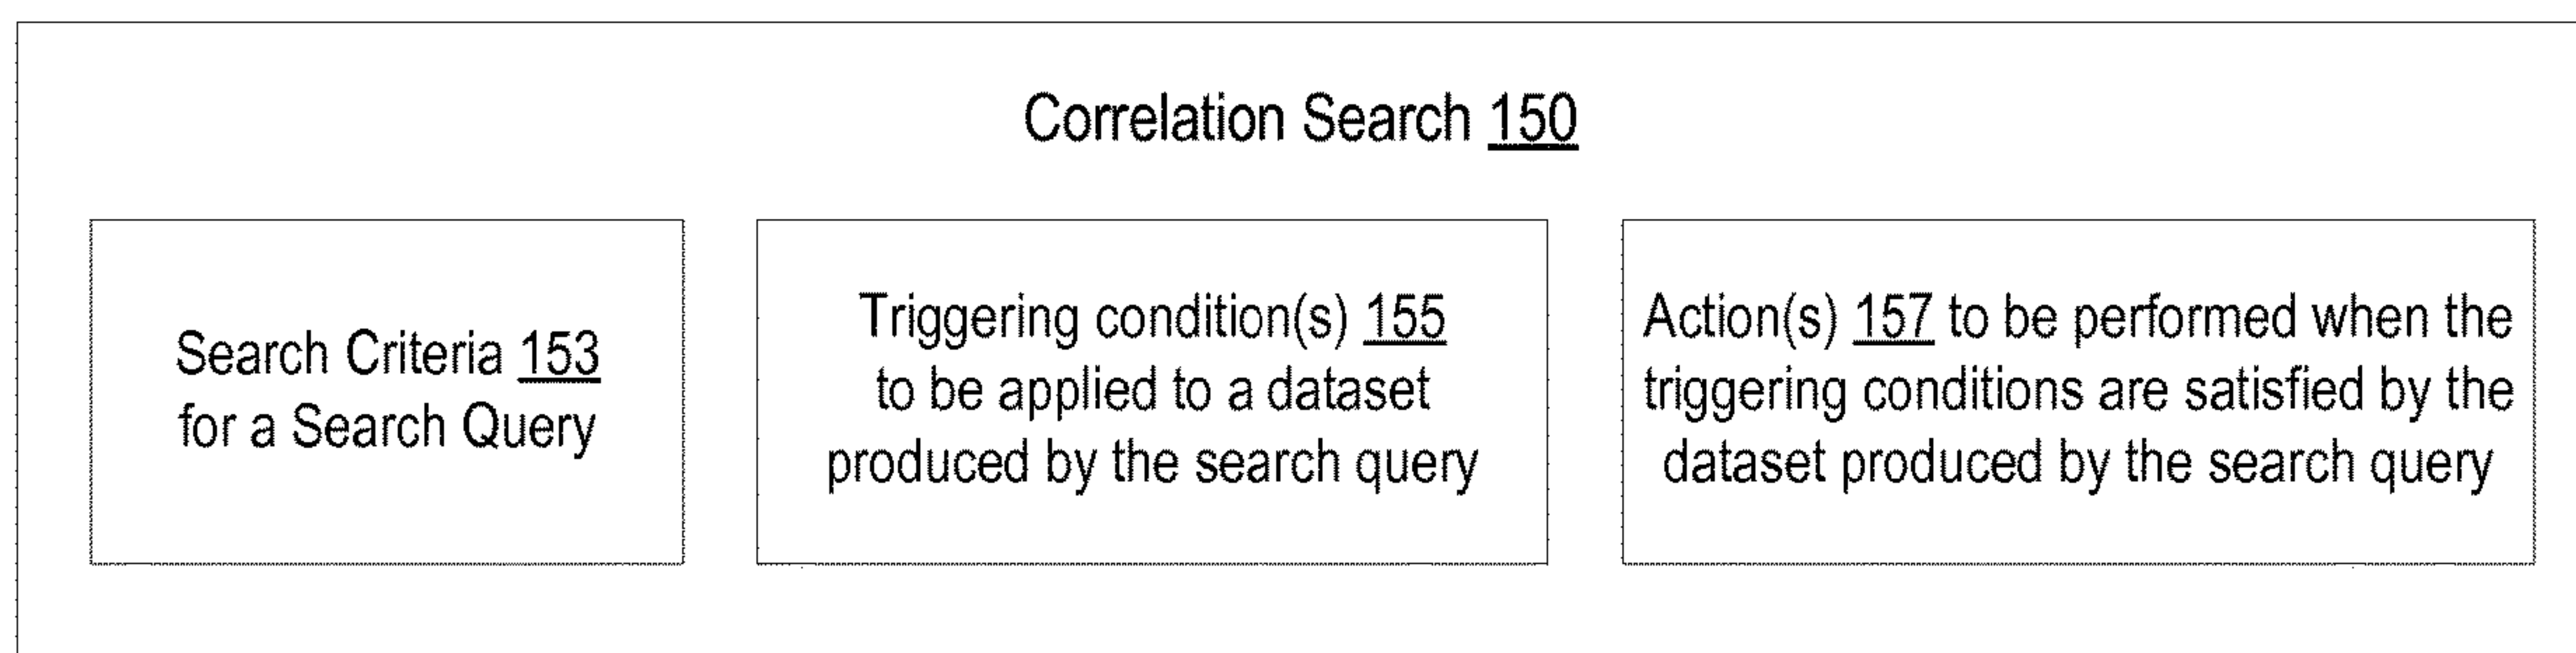 Correlation Search 150
Search Criteria 153
for a Search Query
Triggering condition(s) 155
to be applied to a dataset
produced by the search query
Action(s) 157 to be performed when the
triggering conditions are satisfied by the
dataset produced by the search query